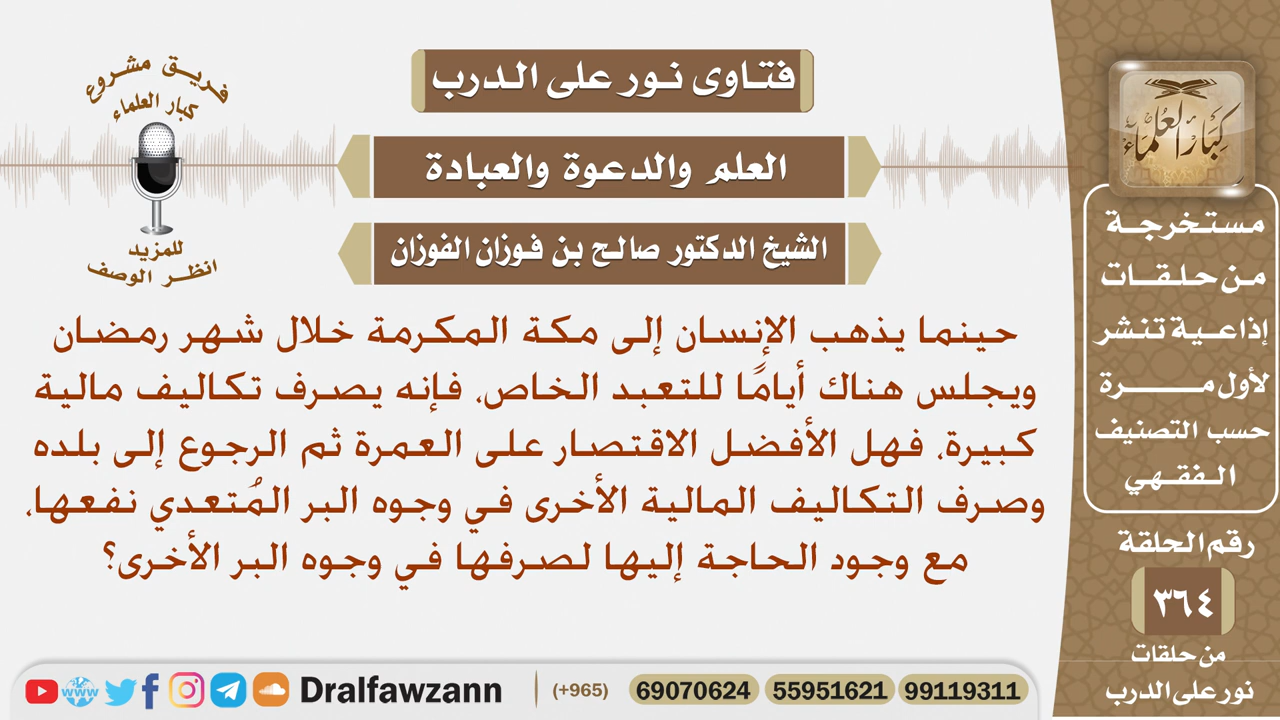 فتاوى نور على الدرب
العلم والدعوة والعبادة
الشيخ الدكتور صالح بن فوزان الفوزان
فريق مشروع
كبار العلماء
للمزيد
انظر الوصف
حينما يذهب الإنسان إلى مكة المكرمة خلال شهر رمضان
ويجلس هناك أيامًا للتعبد الخاص، فإنه يصرف تكاليف مالية
كبيرة، فهل الأفضل الاقتصار على العمرة ثم الرجوع إلى بلده
وصرف التكاليف المالية الأخرى في وجوه البر المُتعدي نفعها،
مع وجود الحاجة إليها لصرفها في وجوه البر الأخرى؟
كبار العلماء
مستخرجة
من حلقات
إذاعية تنشر
لأول مرة
حسب التصنيف
الفقهي
رقم الحلقة
٣٦٤
من حلقات
نور على الدرب
www
Dralfawzann
(+965)
69070624
55951621
99119311